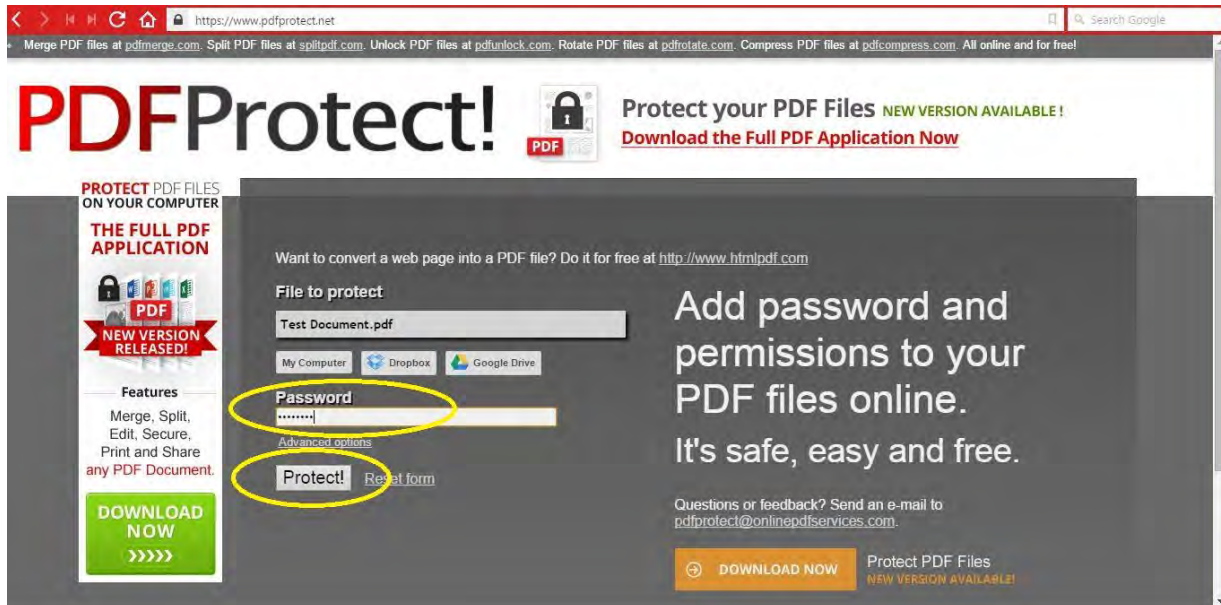 https://www.pdfprotect.net
Search Google
Merge PDF files at pdfmerge.com. Split PDF files at splitpdf.com. Unlock PDF files at pdfunlock.com. Rotate PDF files at pdfrotate.com. Compress PDF files at pdfcompress.com. All online and for free!
PDFProtect!
PDF
Protect your PDF Files NEW VERSION AVAILABLE !
Download the Full PDF Application Now
PROTECT PDF FILES
ON YOUR COMPUTER
THE FULL PDF
APPLICATION
PDF
NEW VERSION
RELEASED!
Features
Merge, Split,
Edit, Secure,
Print and Share
any PDF Document.
DOWNLOAD
NOW
>>>>>
Want to convert a web page into a PDF file? Do it for free at http://www.htmlpdf.com
File to protect
Test Document.pdf
My Computer
Dropbox
Google Drive
Password
••••••••
Advanced options
Protect!
Reset form
Add password and
permissions to your
PDF files online.
It's safe, easy and free.
Questions or feedback? Send an e-mail to
pdfprotect@onlinepdfservices.com.
DOWNLOAD NOW
Protect PDF Files
NEW VERSION AVAILABLE!